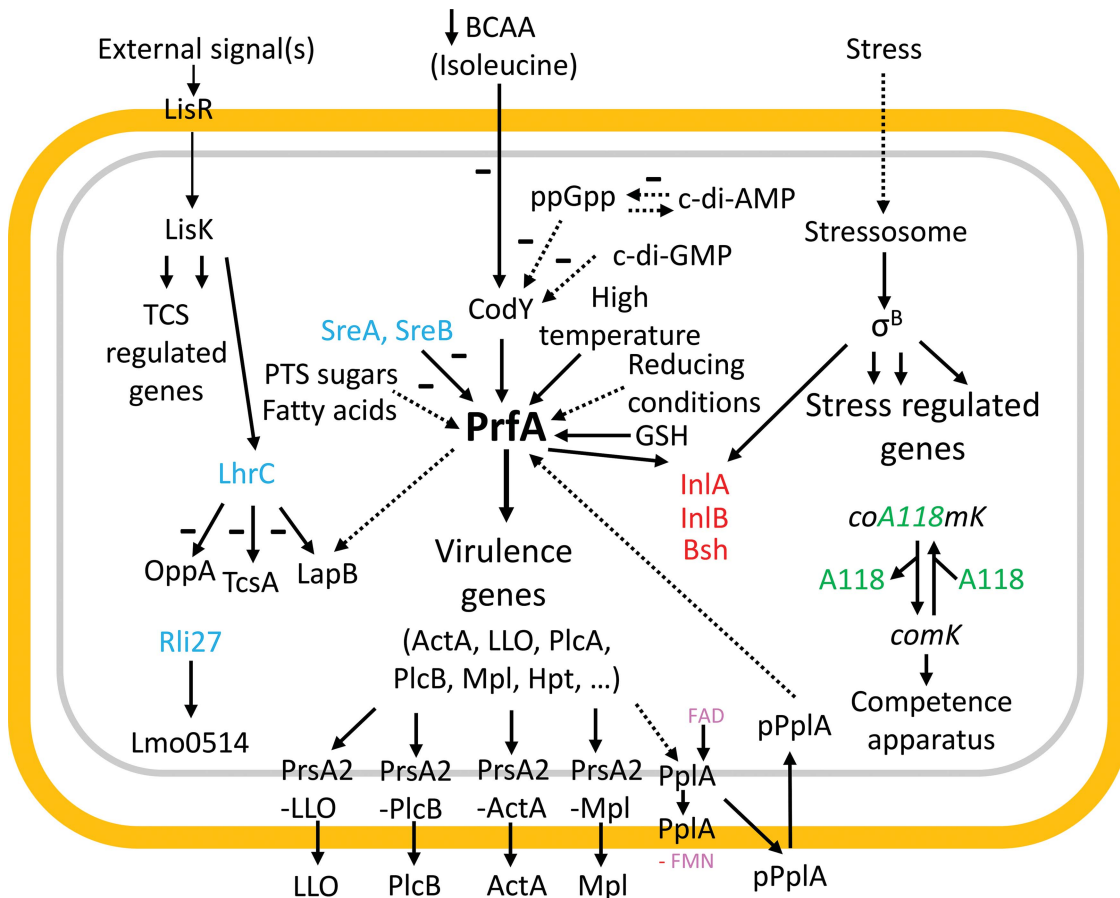 External signal(s)
LisR
LisK
TCS
regulated
genes
LhrC
–
–
–
OppA
TcsA
LapB
Rli27
Lmo0514
BCAA
(Isoleucine)
–
ppGpp
–
c-di-AMP
–
–
c-di-GMP
CodY
High
temperature
SreA, SreB
–
PTS sugars
–
Fatty acids
Reducing
conditions
GSH
PrfA
InlA
InlB
Bsh
Virulence
genes
(ActA, LLO, PlcA,
PlcB, Mpl, Hpt, ...)
PrsA2
-LLO
LLO
PrsA2
-PlcB
PlcB
PrsA2
-ActA
ActA
PrsA2
-Mpl
Mpl
FAD
PplA
PplA
- FMN
pPplA
pPplA
Stress
Stressosome
σB
Stress regulated
genes
coA118mK
A118
A118
comK
Competence
apparatus